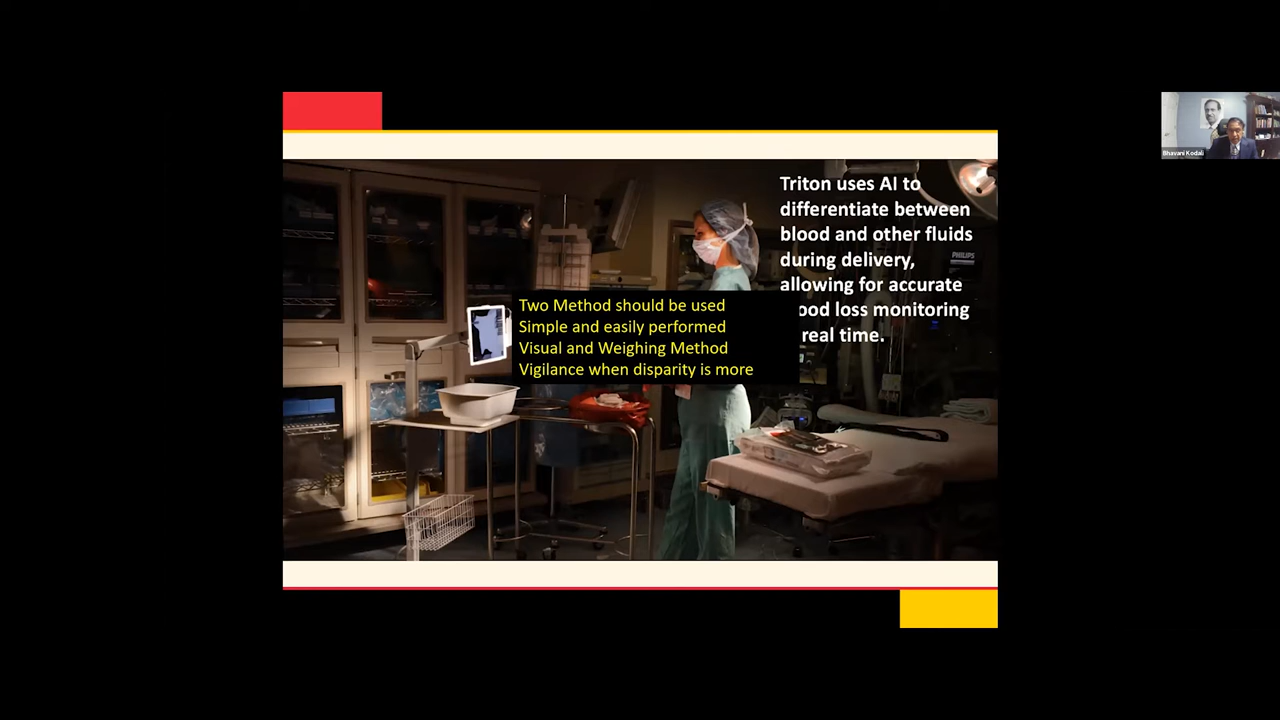 Triton uses AI to
differentiate between
blood and other fluids
during delivery,
allowing for accurate
ood loss monitoring
real time.
PHILIPS
Two Method should be used
Simple and easily performed
Visual and Weighing Method
Vigilance when disparity is more
Bhavani Kodali